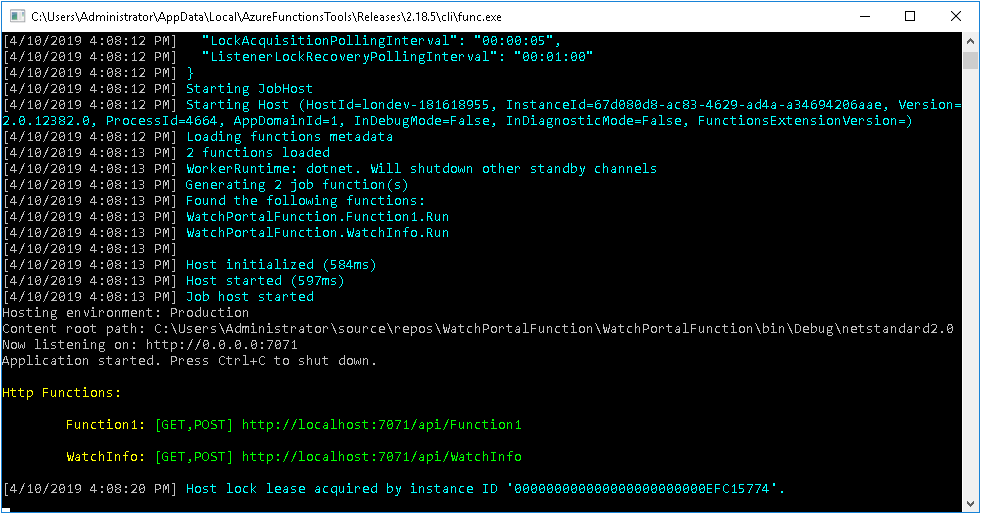 C:\Users\Administrator\AppData\Local\AzureFunctionsTools\Releases\2.18.5\cli\func.exe
[4/10/2019 4:08:12 PM]   "LockAcquisitionPollingInterval": "00:00:05",
[4/10/2019 4:08:12 PM]   "ListenerLockRecoveryPollingInterval": "00:01:00"
[4/10/2019 4:08:12 PM] }
[4/10/2019 4:08:12 PM] Starting JobHost
[4/10/2019 4:08:12 PM] Starting Host (HostId=londev-181618955, InstanceId=67d080d8-ac83-4629-ad4a-a34694206aae, Version=
2.0.12382.0, ProcessId=4664, AppDomainId=1, InDebugMode=False, InDiagnosticMode=False, FunctionsExtensionVersion=)
[4/10/2019 4:08:12 PM] Loading functions metadata
[4/10/2019 4:08:12 PM] 2 functions loaded
[4/10/2019 4:08:13 PM] WorkerRuntime: dotnet. Will shutdown other standby channels
[4/10/2019 4:08:13 PM] Generating 2 job function(s)
[4/10/2019 4:08:13 PM] Found the following functions:
[4/10/2019 4:08:13 PM] WatchPortalFunction.Function1.Run
[4/10/2019 4:08:13 PM] WatchPortalFunction.WatchInfo.Run
[4/10/2019 4:08:13 PM]
[4/10/2019 4:08:13 PM] Host initialized (584ms)
[4/10/2019 4:08:13 PM] Host started (597ms)
[4/10/2019 4:08:13 PM] Job host started
Hosting environment: Production
Content root path: C:\Users\Administrator\source\repos\WatchPortalFunction\WatchPortalFunction\bin\Debug\netstandard2.0
Now listening on: http://0.0.0.0:7071
Application started. Press Ctrl+C to shut down.
Http Functions:
Function1: [GET,POST] http://localhost:7071/api/Function1
WatchInfo: [GET,POST] http://localhost:7071/api/WatchInfo
[4/10/2019 4:08:20 PM] Host lock lease acquired by instance ID '000000000000000000000000EFC15774'.